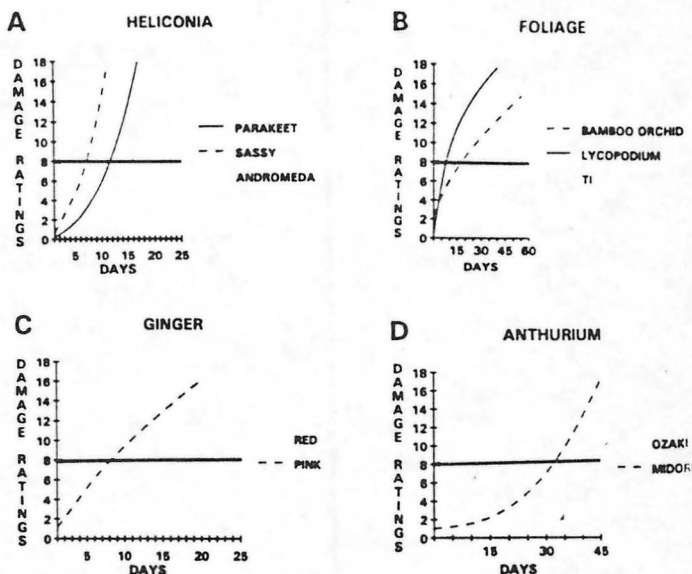 A
HELICONIA
DAMAGE RATINGS
18
16
14
12
10
8
6
4
2
0
5 10 15 20 25
DAYS
PARAKEET
SASSY
ANDROMEDA
B
FOLIAGE
DAMAGE RATINGS
18
16
14
12
10
8
6
4
2
0
15 30 45 60
DAYS
BAMBOO ORCHID
LYCOPODIUM
TI
C
GINGER
DAMAGE RATINGS
18
16
14
12
10
8
6
4
2
0
5 10 15 20 25
DAYS
RED
PINK
D
ANTHURIUM
DAMAGE RATINGS
18
16
14
12
10
8
6
4
2
0
15 30 45
DAYS
OZAKI
MIDORI